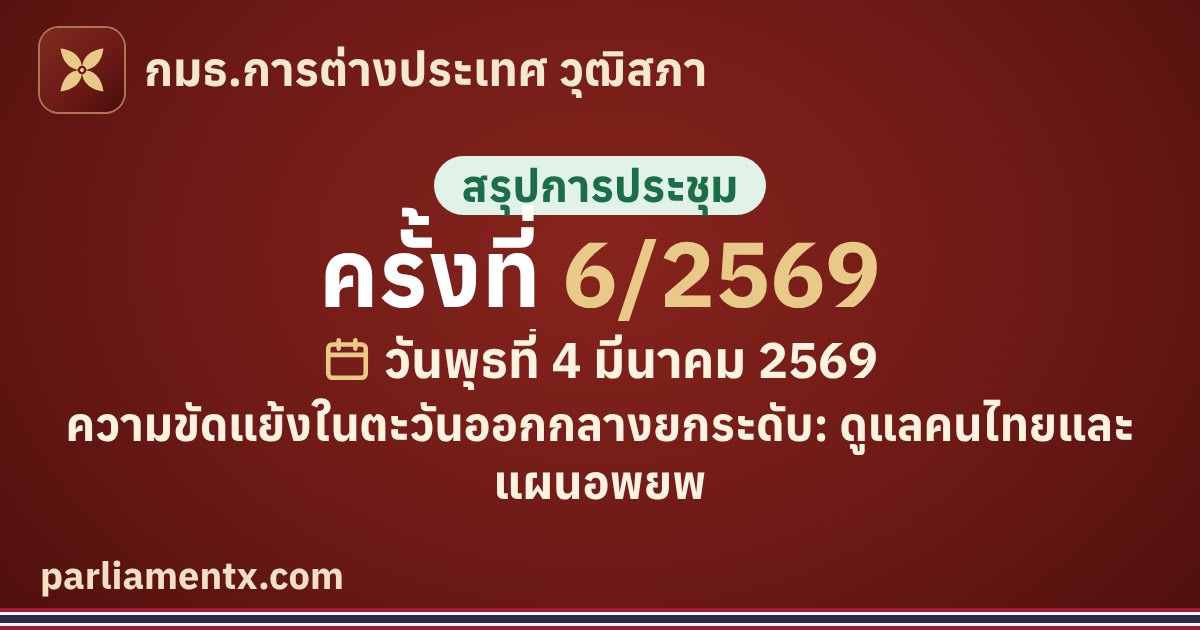 กมธ.การต่างประเทศ วุฒิสภา
สรุปการประชุม
ครั้งที่ 6/2569
วันพุธที่ 4 มีนาคม 2569
ความขัดแย้งในตะวันออกกลางยกระดับ: ดูแลคนไทยและ
แผนอพยพ
parliamentx.com